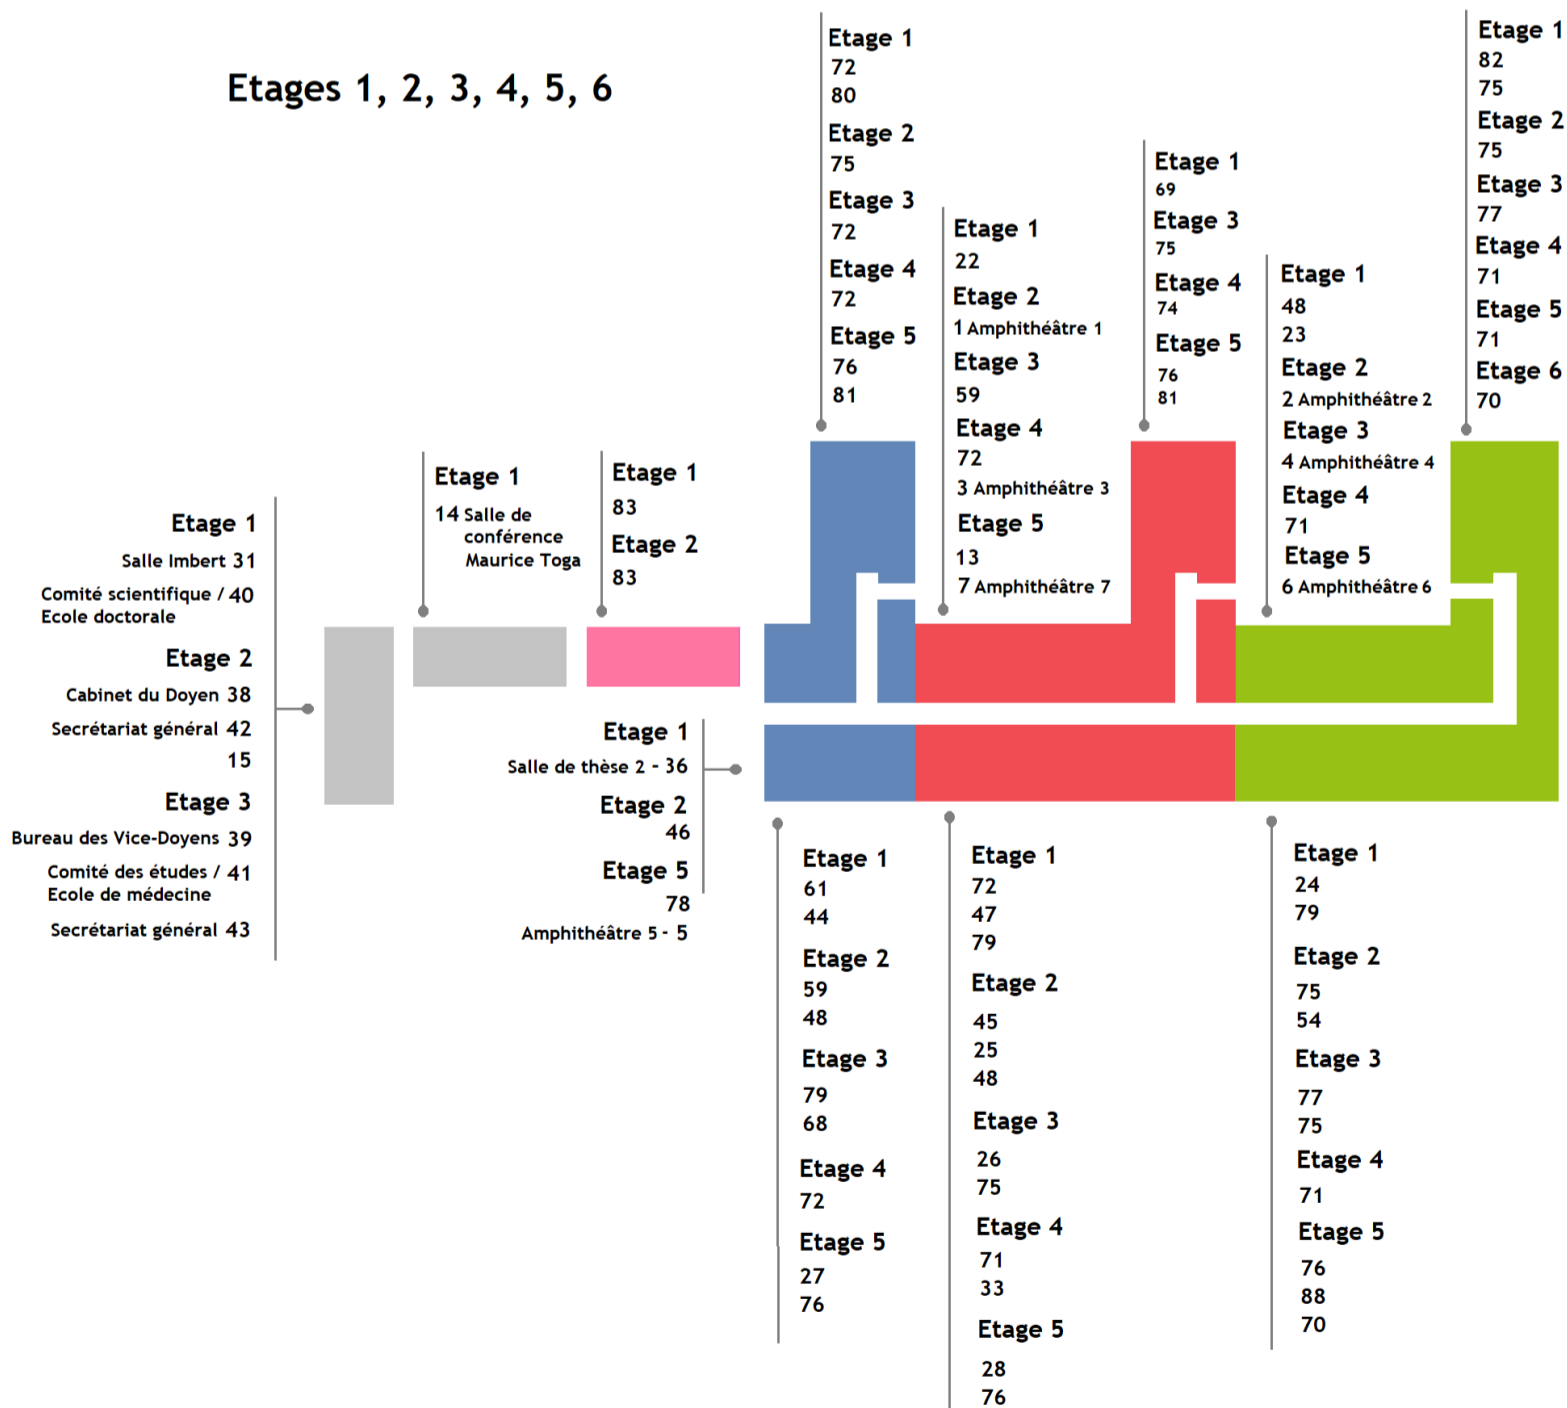 Etages 1, 2, 3, 4, 5, 6
Etage 1
Salle Imbert 31
Comité scientifique / 40
Ecole doctorale
Etage 2
Cabinet du Doyen 38
Secrétariat général 42
15
Etage 3
Bureau des Vice-Doyens 39
Comité des études / 41
Ecole de médecine
Secrétariat général 43
Etage 1
14 Salle de
conférence
Maurice Toga
Etage 1
83
Etage 2
83
Etage 1
Salle de thèse 2 - 36
Etage 2
46
Etage 5
78
Amphithéâtre 5 - 5
Etage 1
72
80
Etage 2
75
Etage 3
72
Etage 4
72
Etage 5
76
81
Etage 1
22
Etage 2
1 Amphithéâtre 1
Etage 3
59
Etage 4
72
3 Amphithéâtre 3
Etage 5
13
7 Amphithéâtre 7
Etage 1
69
Etage 3
75
Etage 4
74
Etage 5
76
81
Etage 1
48
23
Etage 2
2 Amphithéâtre 2
Etage 3
4 Amphithéâtre 4
Etage 4
71
Etage 5
6 Amphithéâtre 6
Etage 1
82
75
Etage 2
75
Etage 3
77
Etage 4
71
Etage 5
71
Etage 6
70
Etage 1
61
44
Etage 2
59
48
Etage 3
79
68
Etage 4
72
Etage 5
27
76
Etage 1
72
47
79
Etage 2
45
25
48
Etage 3
26
75
Etage 4
71
33
Etage 5
28
76
Etage 1
24
79
Etage 2
75
54
Etage 3
77
75
Etage 4
71
Etage 5
76
88
70